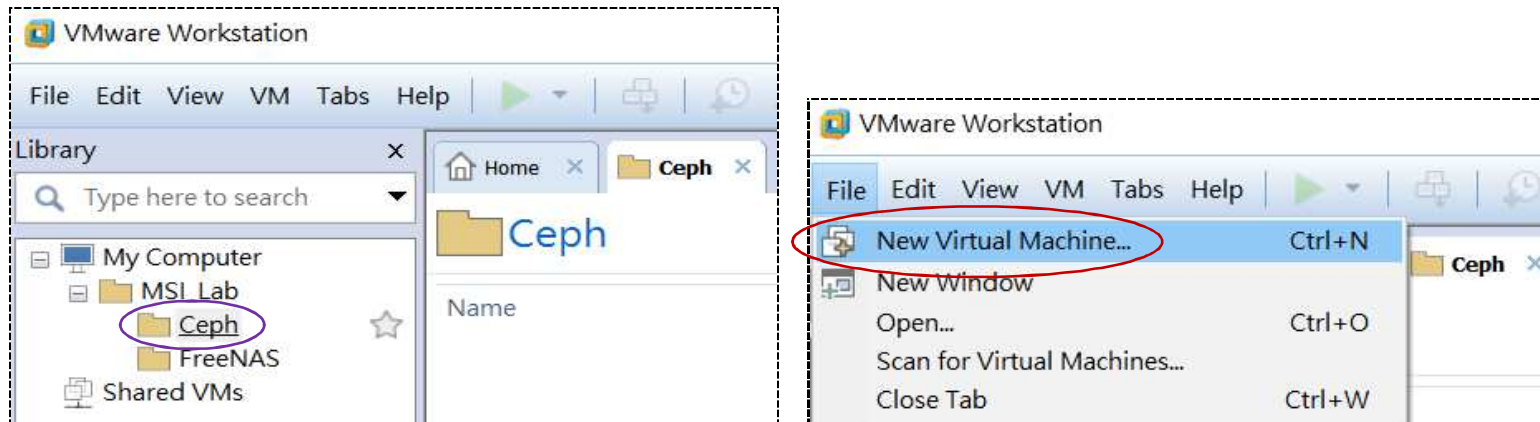 VMware Workstation
File Edit View VM Tabs Help
Library
Type here to search
My Computer
MSI_Lab
Ceph
FreeNAS
Shared VMs
Home Ceph
Ceph
Name
VMware Workstation
File Edit View VM Tabs Help
New Virtual Machine... Ctrl+N
New Window
Open... Ctrl+O
Scan for Virtual Machines...
Close Tab Ctrl+W
Ceph